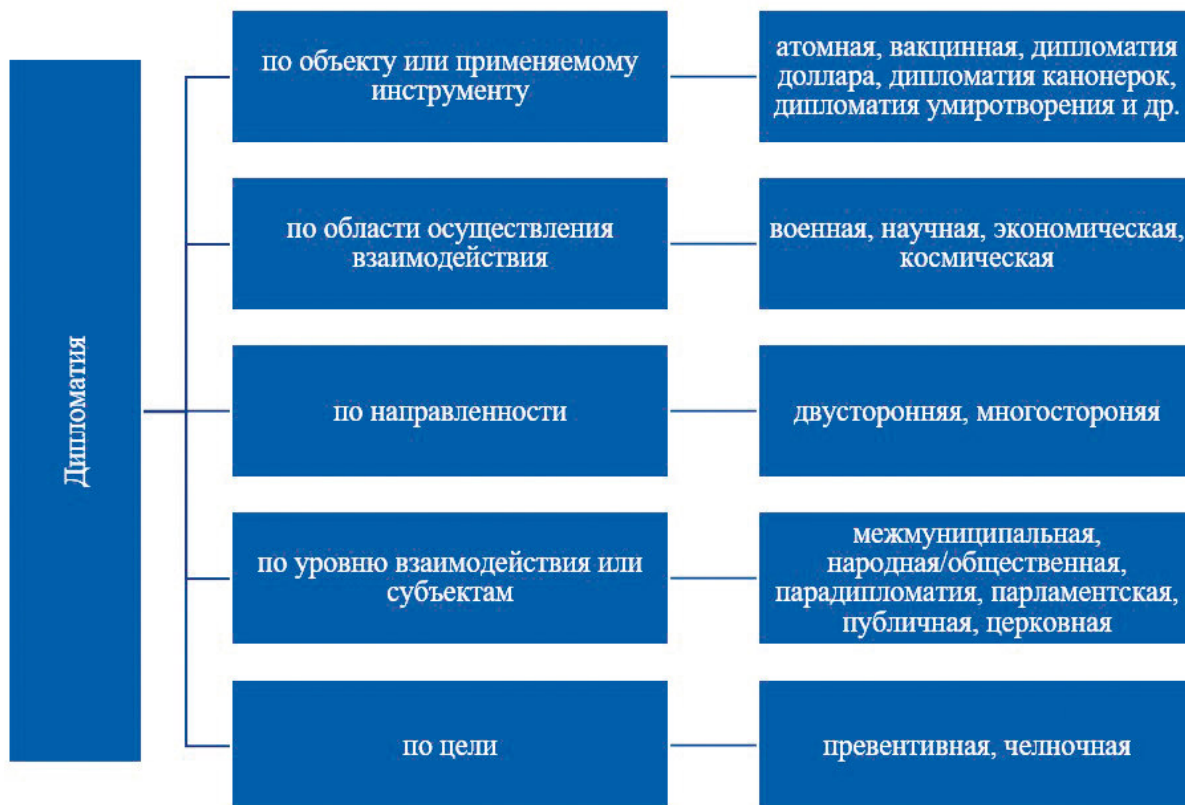 Дипломатия
по объекту или применяемому
инструменту
атомная, вакцинная, дипломатия
доллара, дипломатия канонерок,
дипломатия умиротворения и др.
по области осуществления
взаимодействия
военная, научная, экономическая,
космическая
по направленности
двусторонняя, многостороняя
по уровню взаимодействия или
субъектам
межмуниципальная,
народная/общественная,
парадипломатия, парламентская,
публичная, церковная
по цели
превентивная, челночная